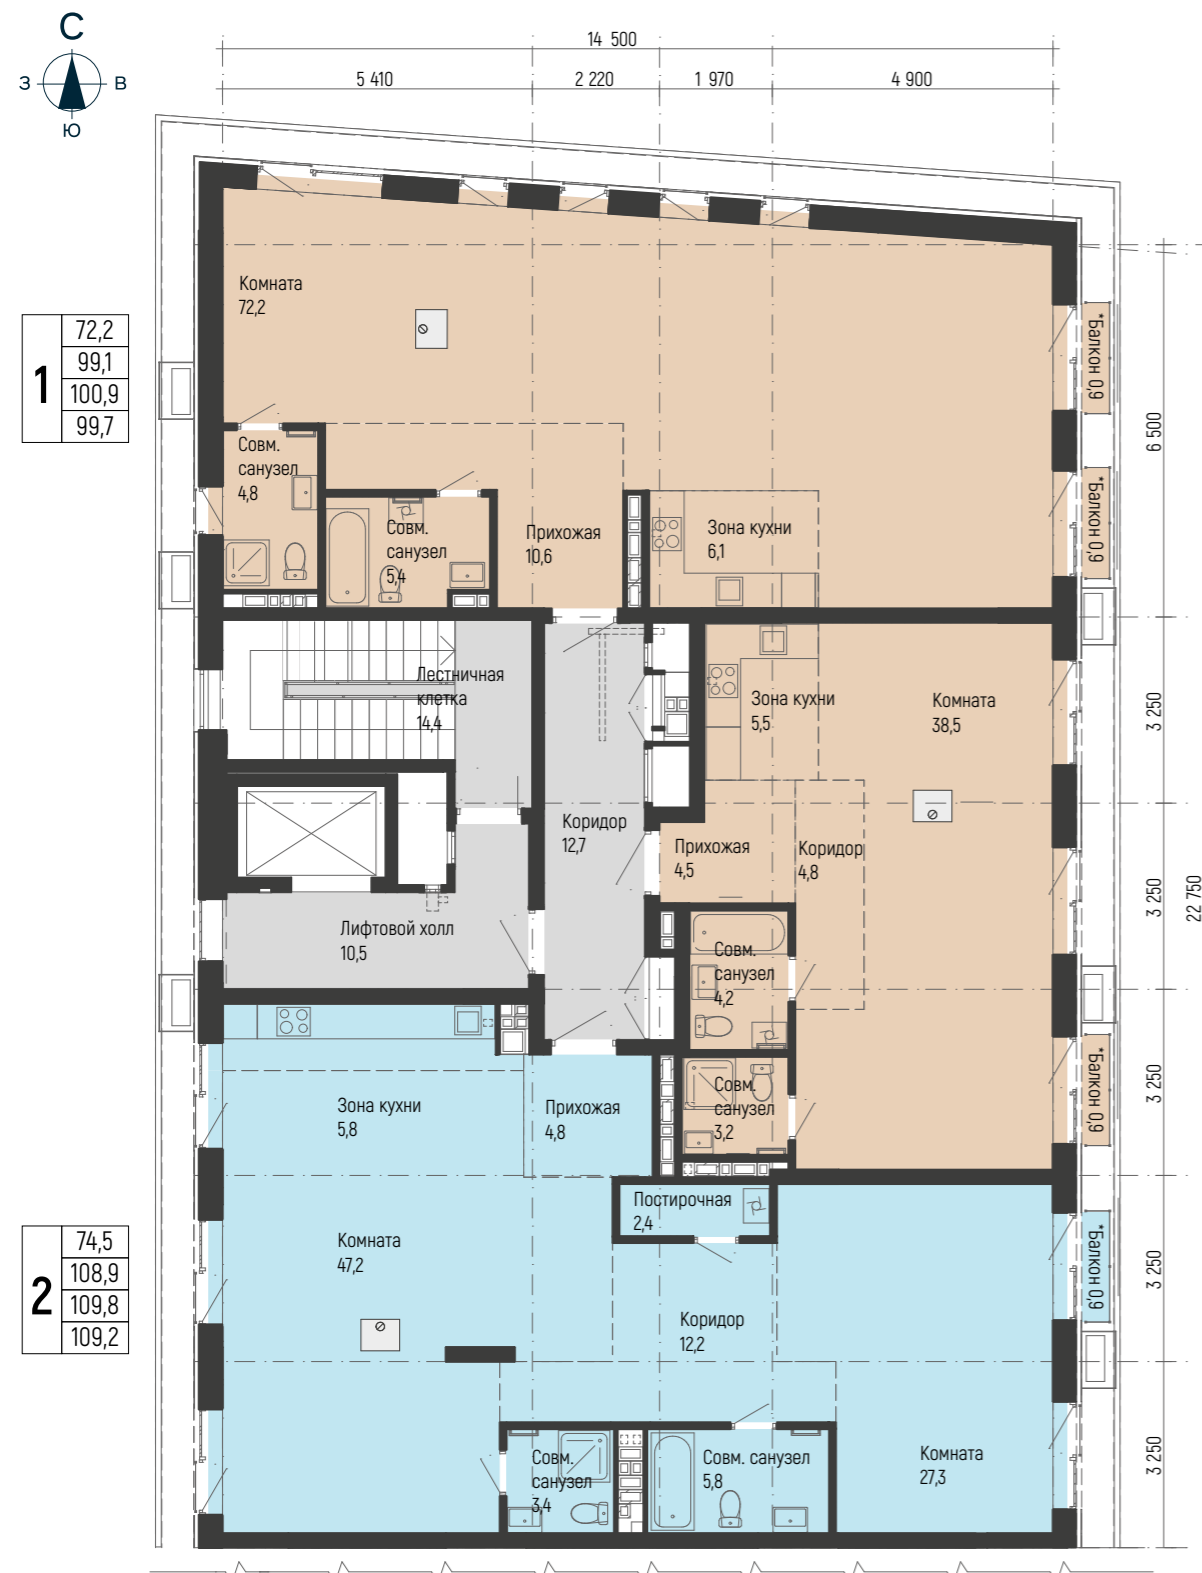 С
З
В
Ю
14 500
5 410
2 220
1 970
4 900
Комната
72,2
*Балкон 0,9
1
72,2
99,1
100,9
99,7
6 500
Совм.
санузел
4,8
Совм.
санузел
5,4
Прихожая
10,6
Зона кухни
6,1
*Балкон 0,9
Лестничная
клетка
14,4
Зона кухни
5,5
Комната
38,5
3 250
Коридор
12,7
Прихожая
4,5
Коридор
4,8
3 250
22 750
Лифтовой холл
10,5
Совм.
санузел
4,2
Совм.
санузел
3,2
*Балкон 0,9
3 250
Зона кухни
5,8
Прихожая
4,8
Постирочная
2,4
Комната
47,2
*Балкон 0,9
3 250
2
74,5
108,9
109,8
109,2
Коридор
12,2
Совм.
санузел
3,4
Совм. санузел
5,8
Комната
27,3
3 250